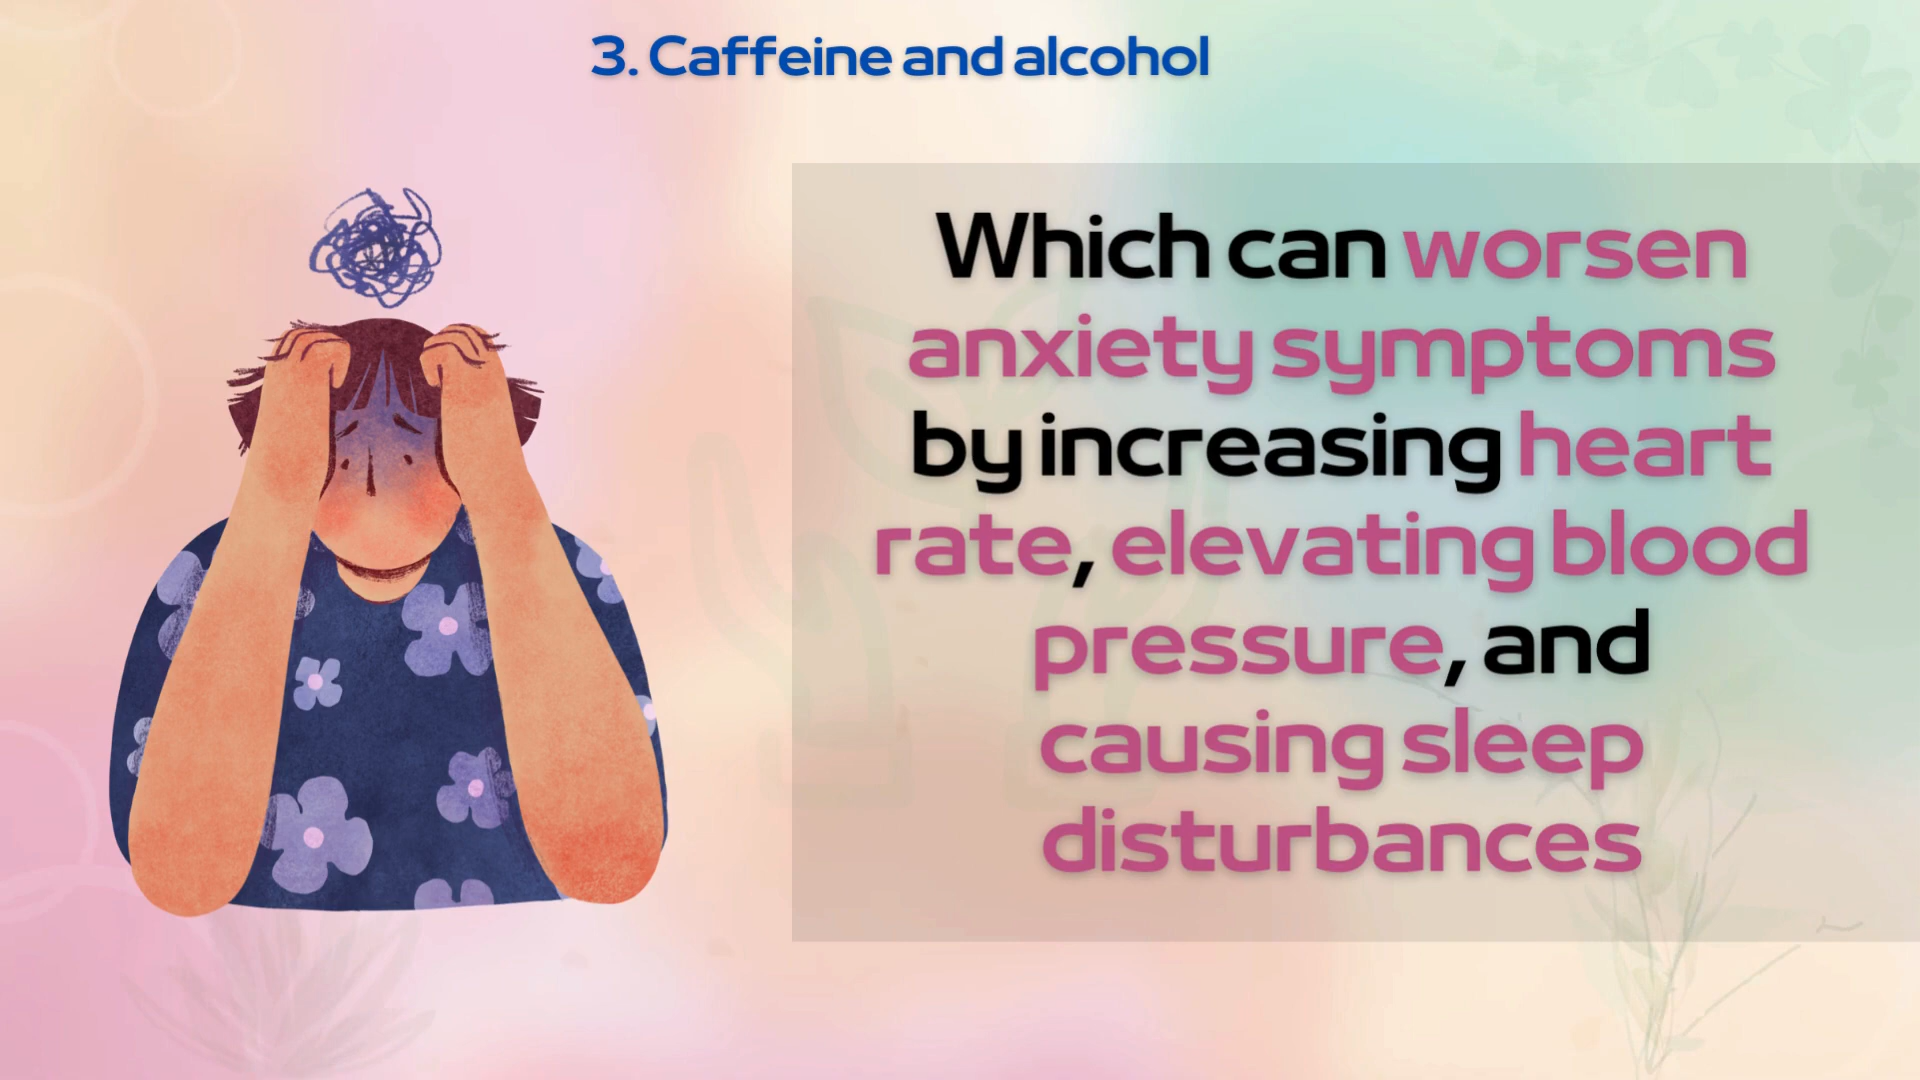 3. Caffeine and alcohol
Which can worsen
anxiety symptoms
by increasing heart
rate, elevating blood
pressure, and
causing sleep
disturbances